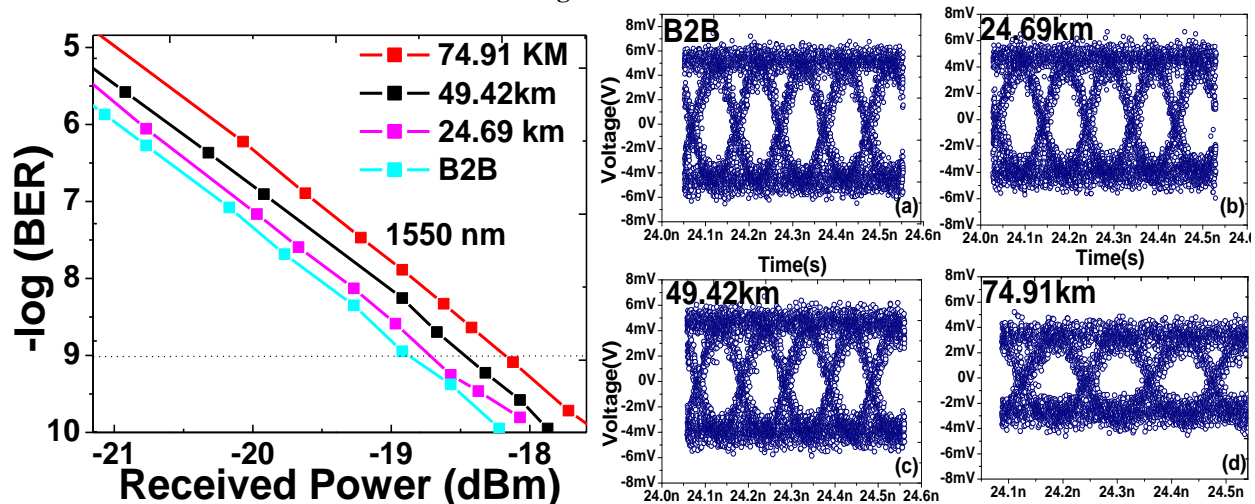 5
6
7
8
9
10
-log (BER)
-21
-20
-19
-18
Received Power (dBm)
74.91 KM
49.42km
24.69 km
B2B
1550 nm
B2B
8mV
6mV
4mV
2mV
0V
-2mV
-4mV
-6mV
-8mV
Voltage(V)
(a)
24.0n 24.1n 24.2n 24.3n 24.4n 24.5n 24.6n
Time(s)
24.69km
8mV
6mV
4mV
2mV
0V
-2mV
-4mV
-6mV
-8mV
(b)
24.0n 24.1n 24.2n 24.3n 24.4n 24.5n 24.6n
Time(s)
49.42km
8mV
6mV
4mV
2mV
0V
-2mV
-4mV
-6mV
-8mV
Voltage(V)
(c)
24.0n 24.1n 24.2n 24.3n 24.4n 24.5n 24.6n
74.91km
8mV
6mV
4mV
2mV
0V
-2mV
-4mV
-6mV
-8mV
(d)
24.1n 24.2n 24.3n 24.4n 24.5n